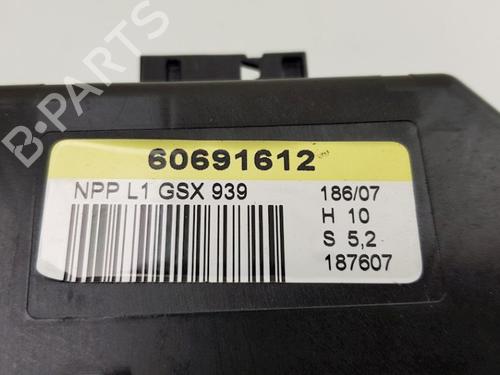 B-PARTS
60691612
NPP L1 GSX 939
186/07
H 10
S 5,2
187607